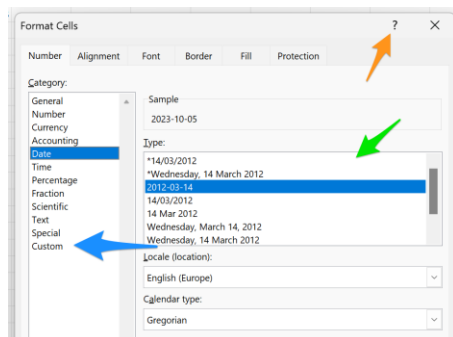 Format Cells ? ×
Number Alignment Font Border Fill Protection
Category:
General
Number
Currency
Accounting
Date
Time
Percentage
Fraction
Scientific
Text
Special
Custom
Sample
2023-10-05
Type:
*14/03/2012
*Wednesday, 14 March 2012
2012-03-14
14/03/2012
14 Mar 2012
Wednesday, March 14, 2012
Wednesday, 14 March 2012
Locale (location):
English (Europe)
Calendar type:
Gregorian